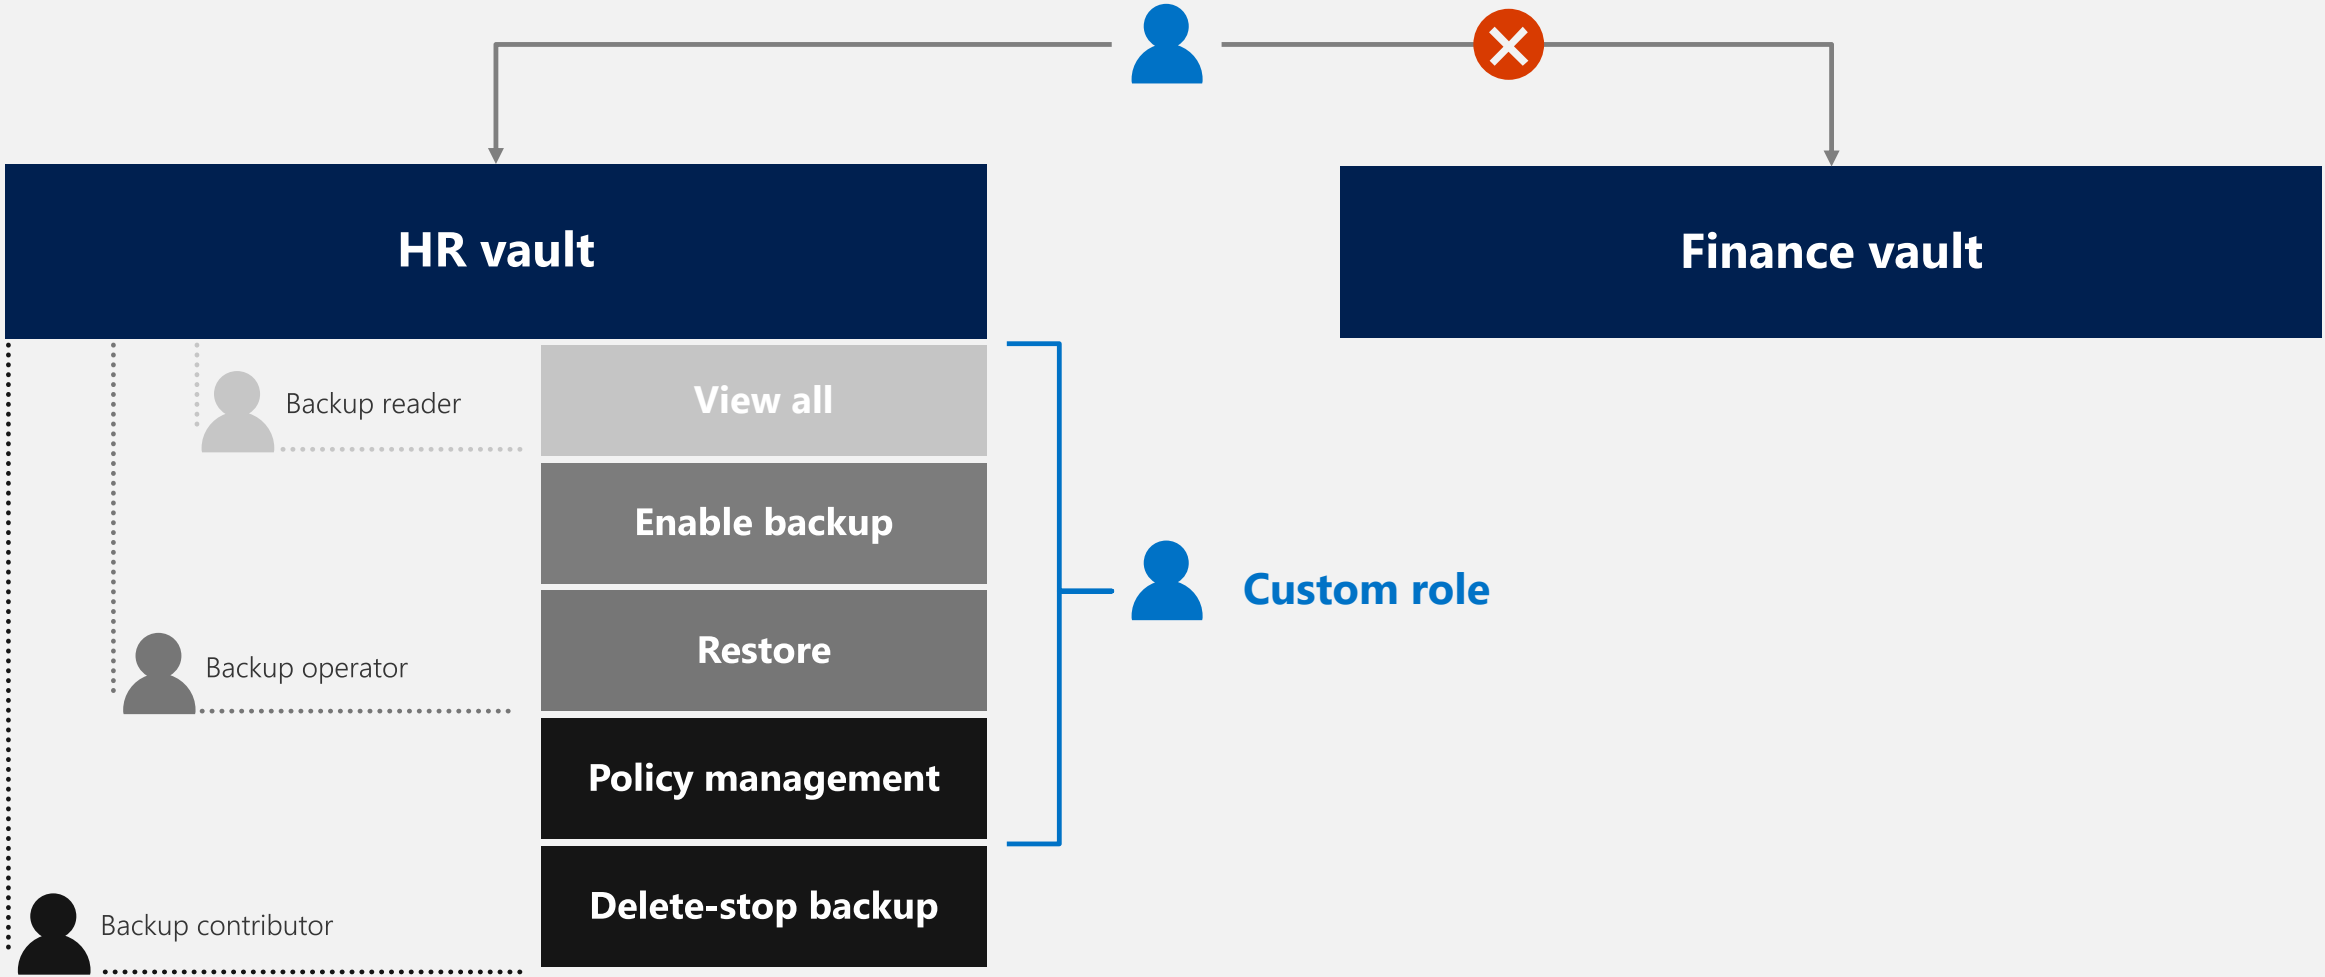 HR vault
Finance vault
Backup reader
View all
Enable backup
Custom role
Restore
Backup operator
Policy management
Delete-stop backup
Backup contributor